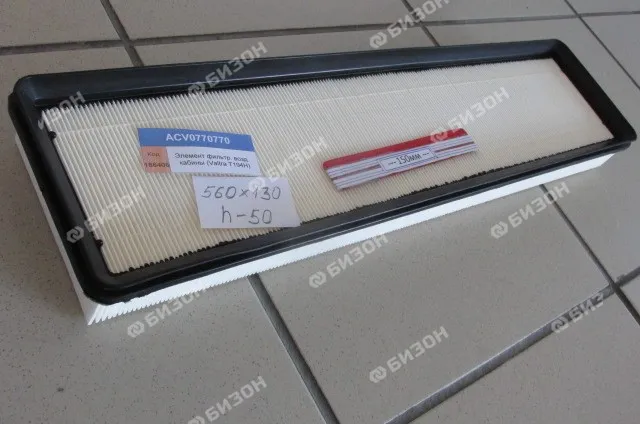 ACV0770770
Код
Элемент фильтр. возд.
кабины (Valtra T194H)
560×130
h-50
150мм
БИЗОН
БИЗОН
БИЗОН
БИЗОН
БИЗОН
БИЗОН
БИЗОН
БИЗОН
БИЗОН
БИЗОН